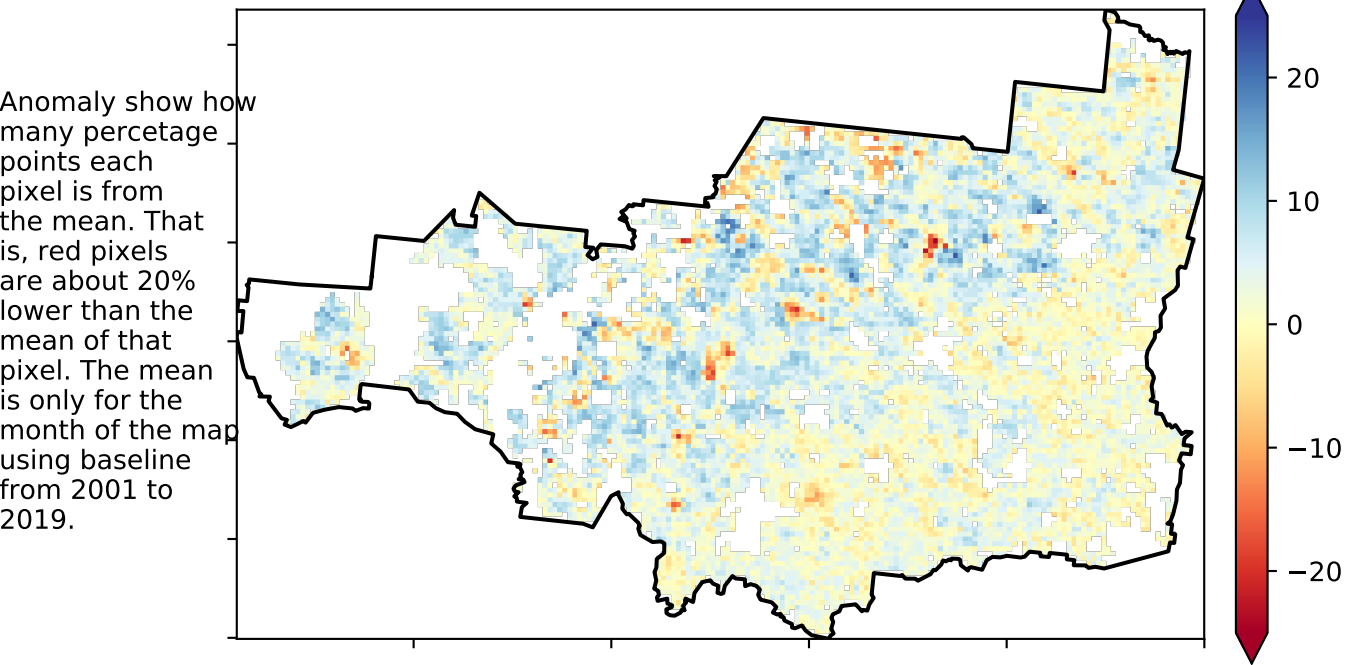 Anomaly show how
many percetage
points each
pixel is from
the mean. That
is, red pixels
are about 20%
lower than the
mean of that
pixel. The mean
is only for the
month of the map
using baseline
from 2001 to
2019.
20
10
0
−10
−20